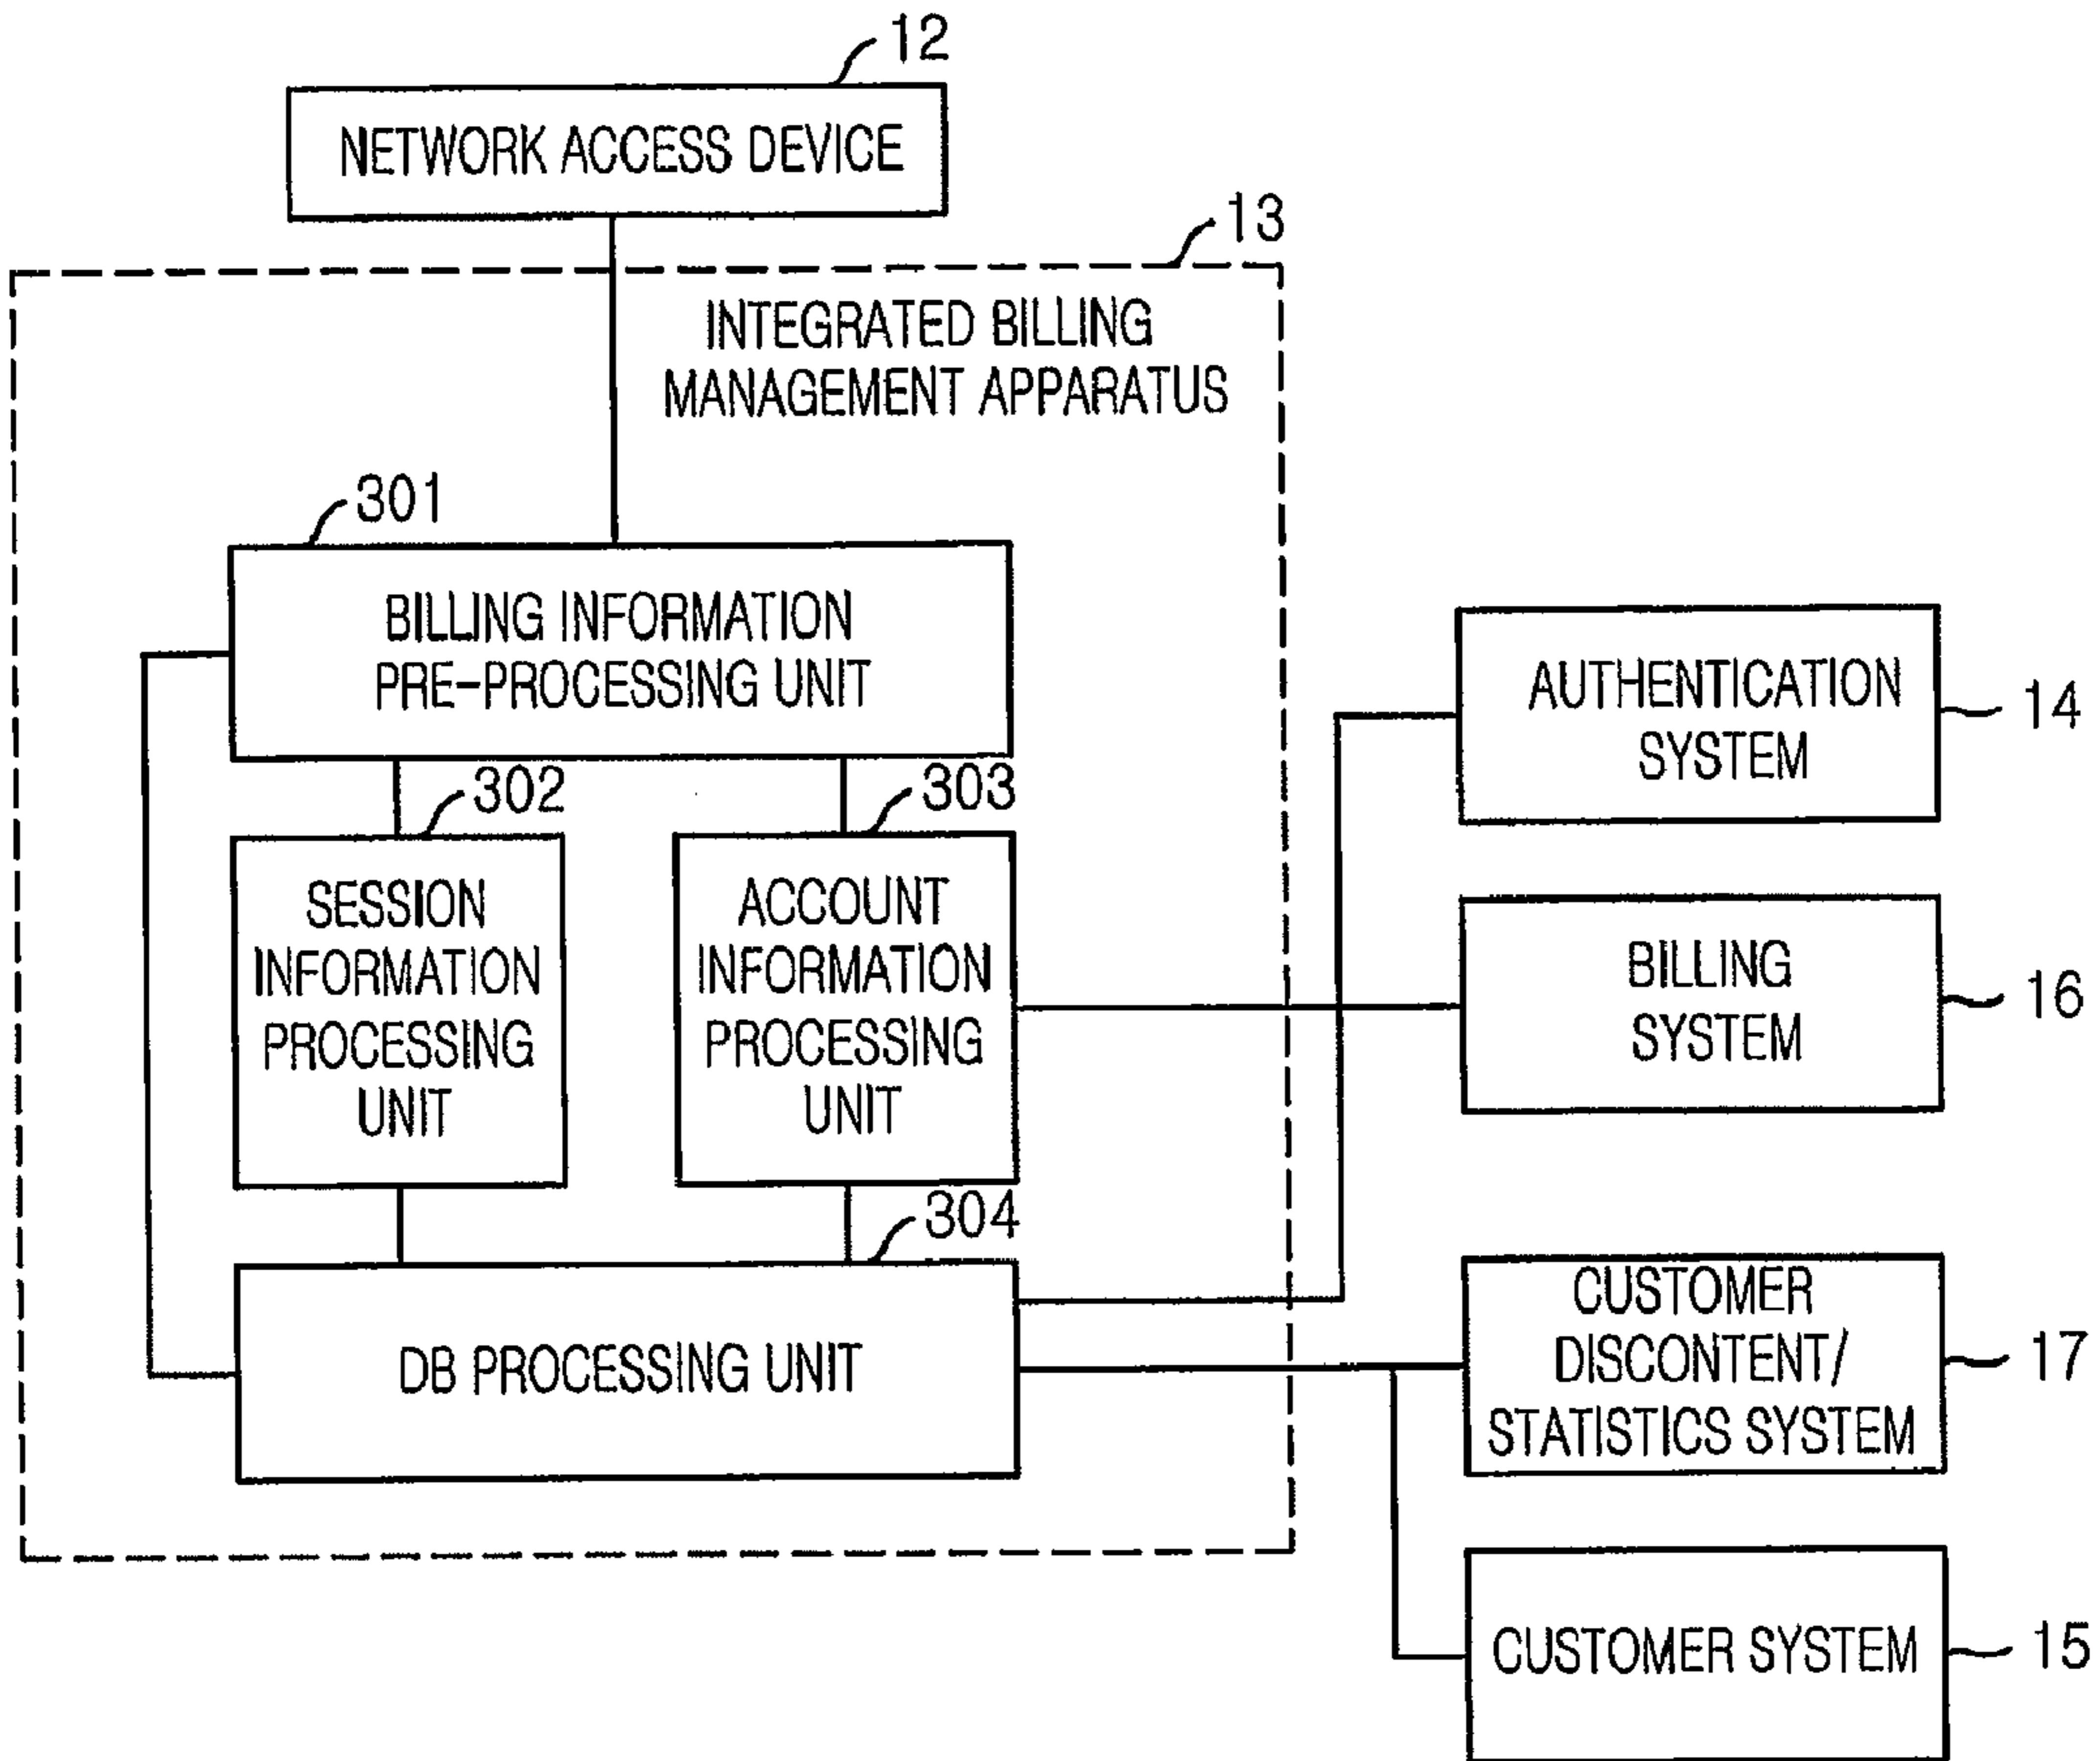 12
NETWORK ACCESS DEVICE
13
INTEGRATED BILLING
MANAGEMENT APPARATUS
301
BILLING INFORMATION
PRE-PROCESSING UNIT
302
SESSION
INFORMATION
PROCESSING
UNIT
303
ACCOUNT
INFORMATION
PROCESSING
UNIT
304
DB PROCESSING UNIT
AUTHENTICATION
SYSTEM
14
BILLING
SYSTEM
16
CUSTOMER
DISCONTENT/
STATISTICS SYSTEM
17
CUSTOMER SYSTEM
15